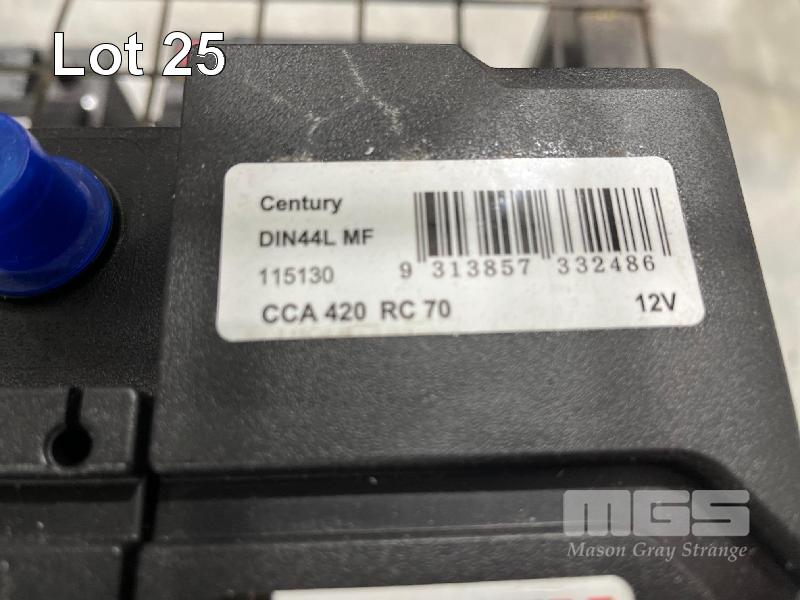 Lot 25
Century
DIN44L MF
115130
9 313857 332486
CCA 420 RC 70
12V
MGS
Mason Gray Strange